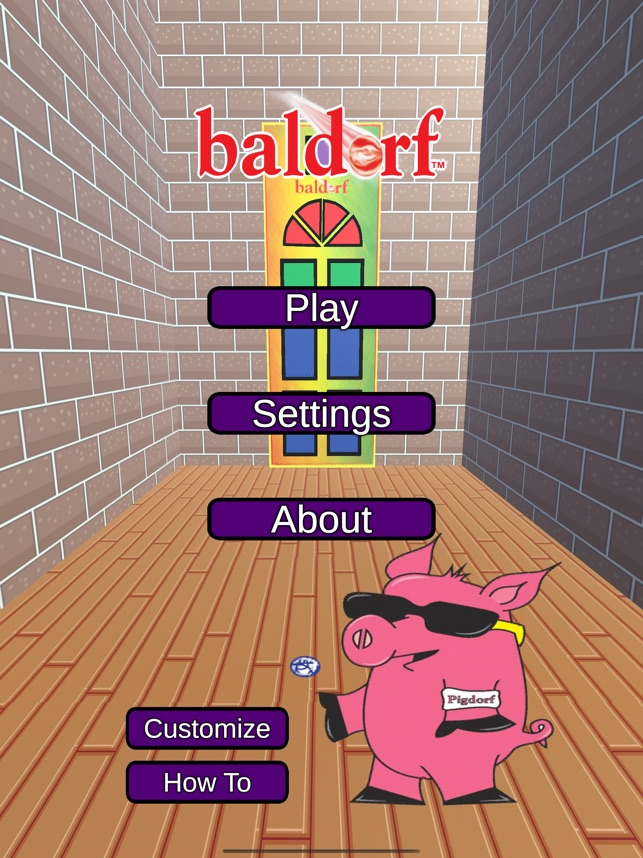 baldorf™
baldorf
Play
Settings
About
Pigdorf
Customize
How To